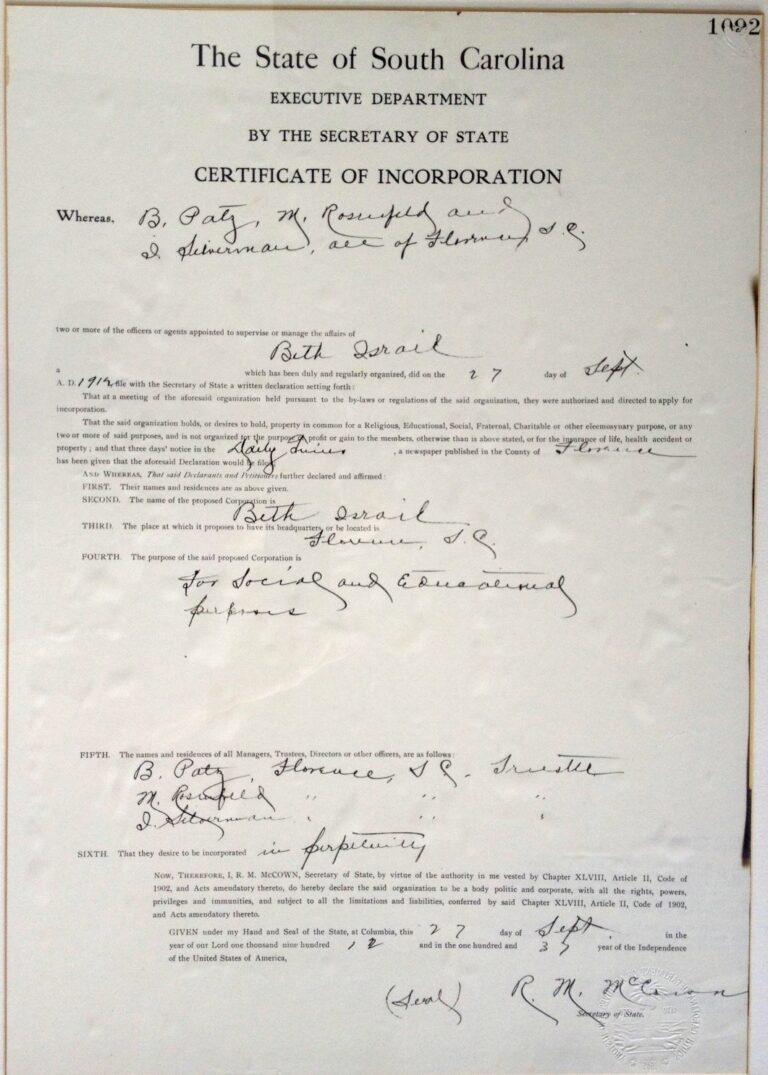 1092
The State of South Carolina
EXECUTIVE DEPARTMENT
BY THE SECRETARY OF STATE
CERTIFICATE OF INCORPORATION
Whereas, B. Patz, M. Rosenfeld and
I. Silverman, all of Florence, S.C.
two or more of the officers or agents appointed to supervise or manage the affairs of
Beth Israil
a which has been duly and regularly organized, did on the 27 day of Sept.
A. D. 1912 file with the Secretary of State a written declaration setting forth:
That at a meeting of the aforesaid organization held pursuant to the by-laws or regulations of the said organization, they were authorized and directed to apply for
incorporation.
That the said organization holds, or desires to hold, property in common for a Religious, Educational, Social, Fraternal, Charitable or other eleemosynary purpose, or any
two or more of said purposes, and is not organized for the purpose of profit or gain to the members, otherwise than is above stated, or for the insurance of life, health accident or
property; and that three days' notice in the Daily Times, a newspaper published in the County of Florence
has been given that the aforesaid Declaration would be filed.
AND WHEREAS, That said Declarants and Petitioners further declared and affirmed:
FIRST. Their names and residences are as above given.
SECOND. The name of the proposed Corporation is
Beth Israil
THIRD. The place at which it proposes to have its headquarters, or be located is
Florence, S.C.
FOURTH. The purpose of the said proposed Corporation is
For Social and Educational
purposes
FIFTH. The names and residences of all Managers, Trustees, Directors or other officers, are as follows:
B. Patz, Florence, S.C. Trustee
M. Rosenfeld " " "
I. Silverman " " "
SIXTH. That they desire to be incorporated in perpetuity
NOW, THEREFORE, I, R. M. McCOWN, Secretary of State, by virtue of the authority in me vested by Chapter XLVIII, Article II, Code of
1902, and Acts amendatory thereto, do hereby declare the said organization to be a body politic and corporate, with all the rights, powers,
privileges and immunities, and subject to all the limitations and liabilities, conferred by said Chapter XLVIII, Article II, Code of 1902,
and Acts amendatory thereto.
GIVEN under my Hand and Seal of the State, at Columbia, this 27 day of Sept. in the
year of our Lord one thousand nine hundred 12 and in the one hundred and 37 year of the Independence
of the United States of America,
(Seal) R. M. McCown
Secretary of State.